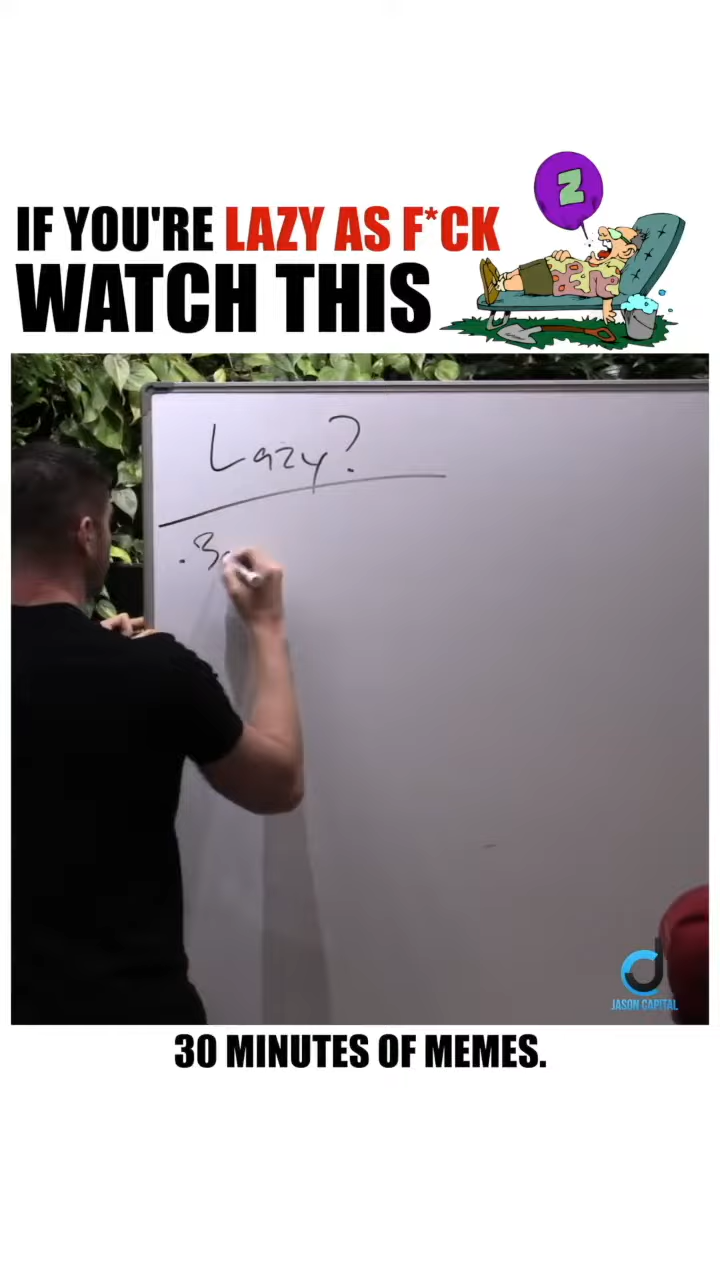 IF YOU'RE LAZY AS F*CK
WATCH THIS
Z
Lazy?
JASON CAPITAL
30 MINUTES OF MEMES.